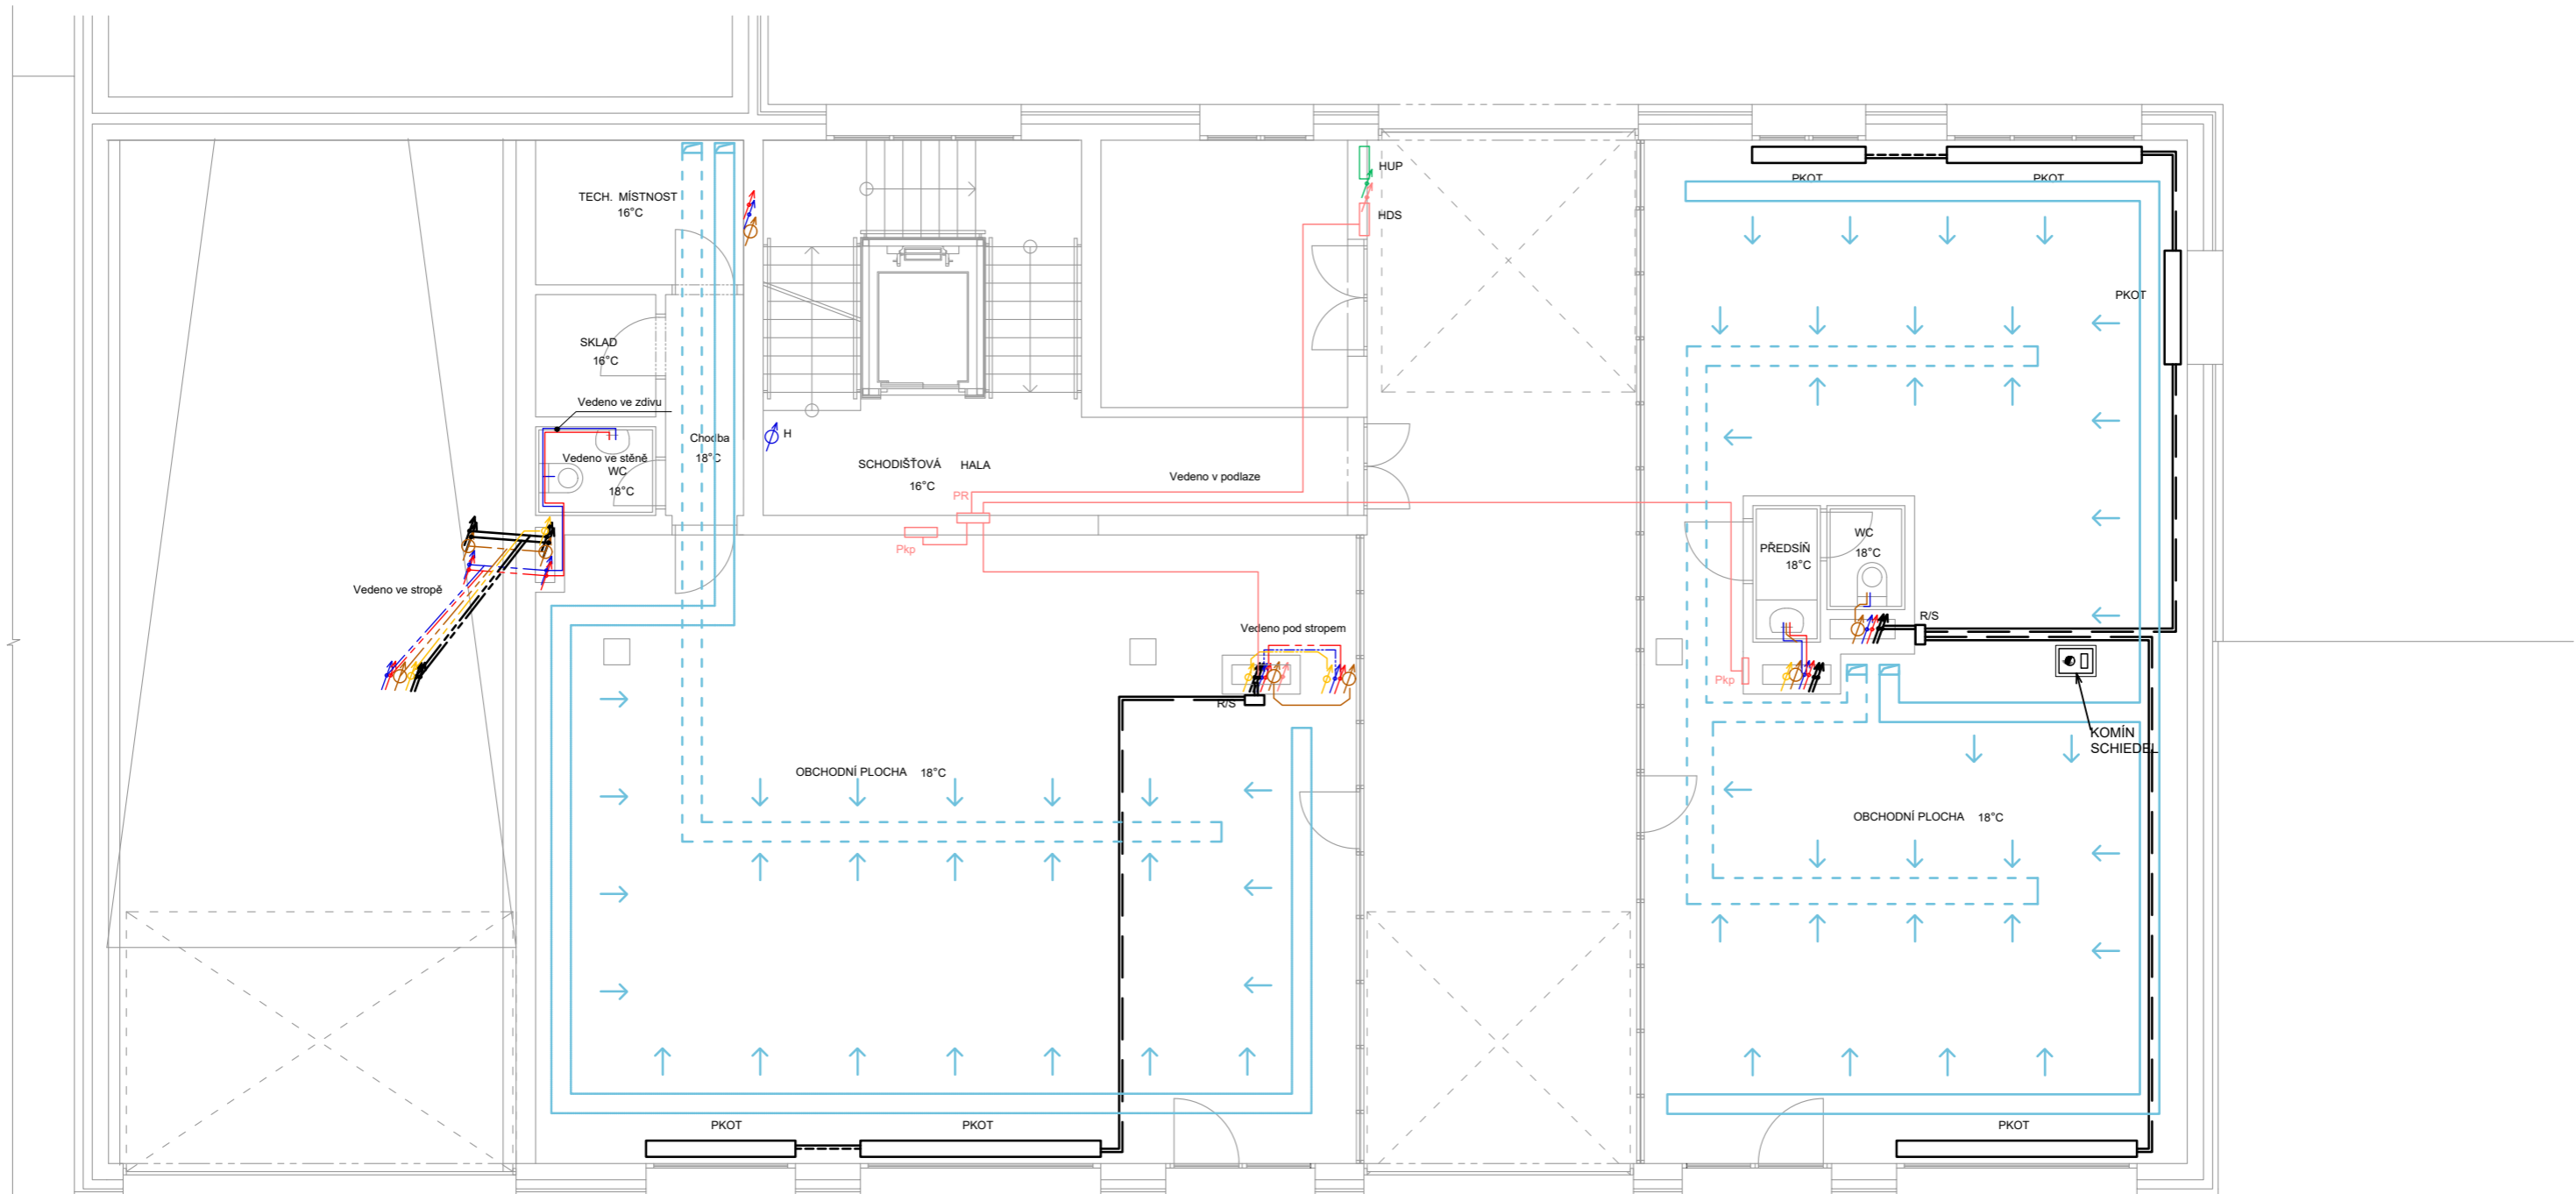 HUP
PKOT
PKOT
TECH. MÍSTNOST
16°C
HDS
PKOT
SKLAD
16°C
Vedeno ve zdivu
H
Chodba
18°C
Vedeno ve stěně
WC
18°C
SCHODIŠŤOVÁ HALA
16°C
Vedeno v podlaze
PR
Pkp
WC
18°C
PŘEDSÍŇ
18°C
Vedeno ve stropě
R/S
Vedeno pod stropem
Pkp
R/S
KOMÍN
SCHIEDEL
OBCHODNÍ PLOCHA 18°C
OBCHODNÍ PLOCHA 18°C
PKOT
PKOT
PKOT